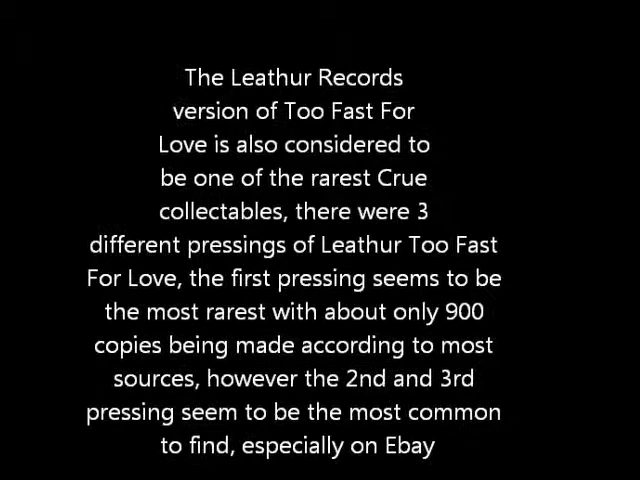 The Leathur Records
version of Too Fast For
Love is also considered to
be one of the rarest Crue
collectables, there were 3
different pressings of Leathur Too Fast
For Love, the first pressing seems to be
the most rarest with about only 900
copies being made according to most
sources, however the 2nd and 3rd
pressing seem to be the most common
to find, especially on Ebay